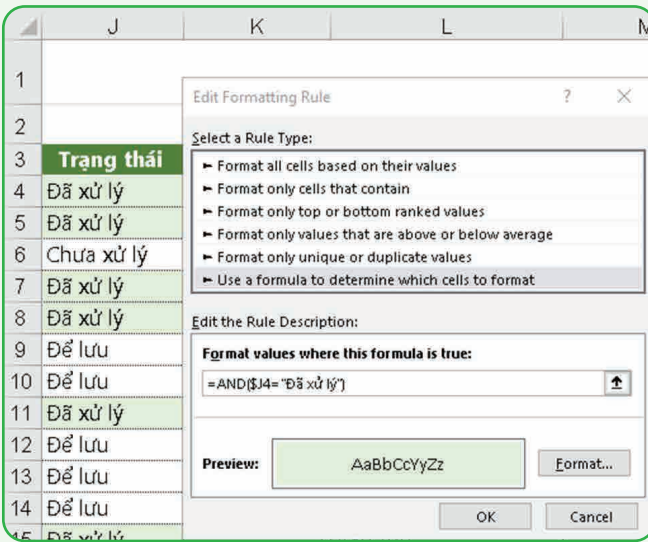 J K L M
1
Edit Formatting Rule ? ×
2
Select a Rule Type:
3 Trạng thái
► Format all cells based on their values
4 Đã xử lý
► Format only cells that contain
5 Đã xử lý
► Format only top or bottom ranked values
6 Chưa xử lý
► Format only values that are above or below average
► Format only unique or duplicate values
7 Đã xử lý
► Use a formula to determine which cells to format
8 Đã xử lý
Edit the Rule Description:
9 Để lưu
Format values where this formula is true:
10 Để lưu
=AND($J4="Đã xử lý")
11 Đã xử lý
12 Để lưu
Preview: AaBbCcYyZz Format...
13 Để lưu
14 Để lưu
OK Cancel
15 Đã xử lý